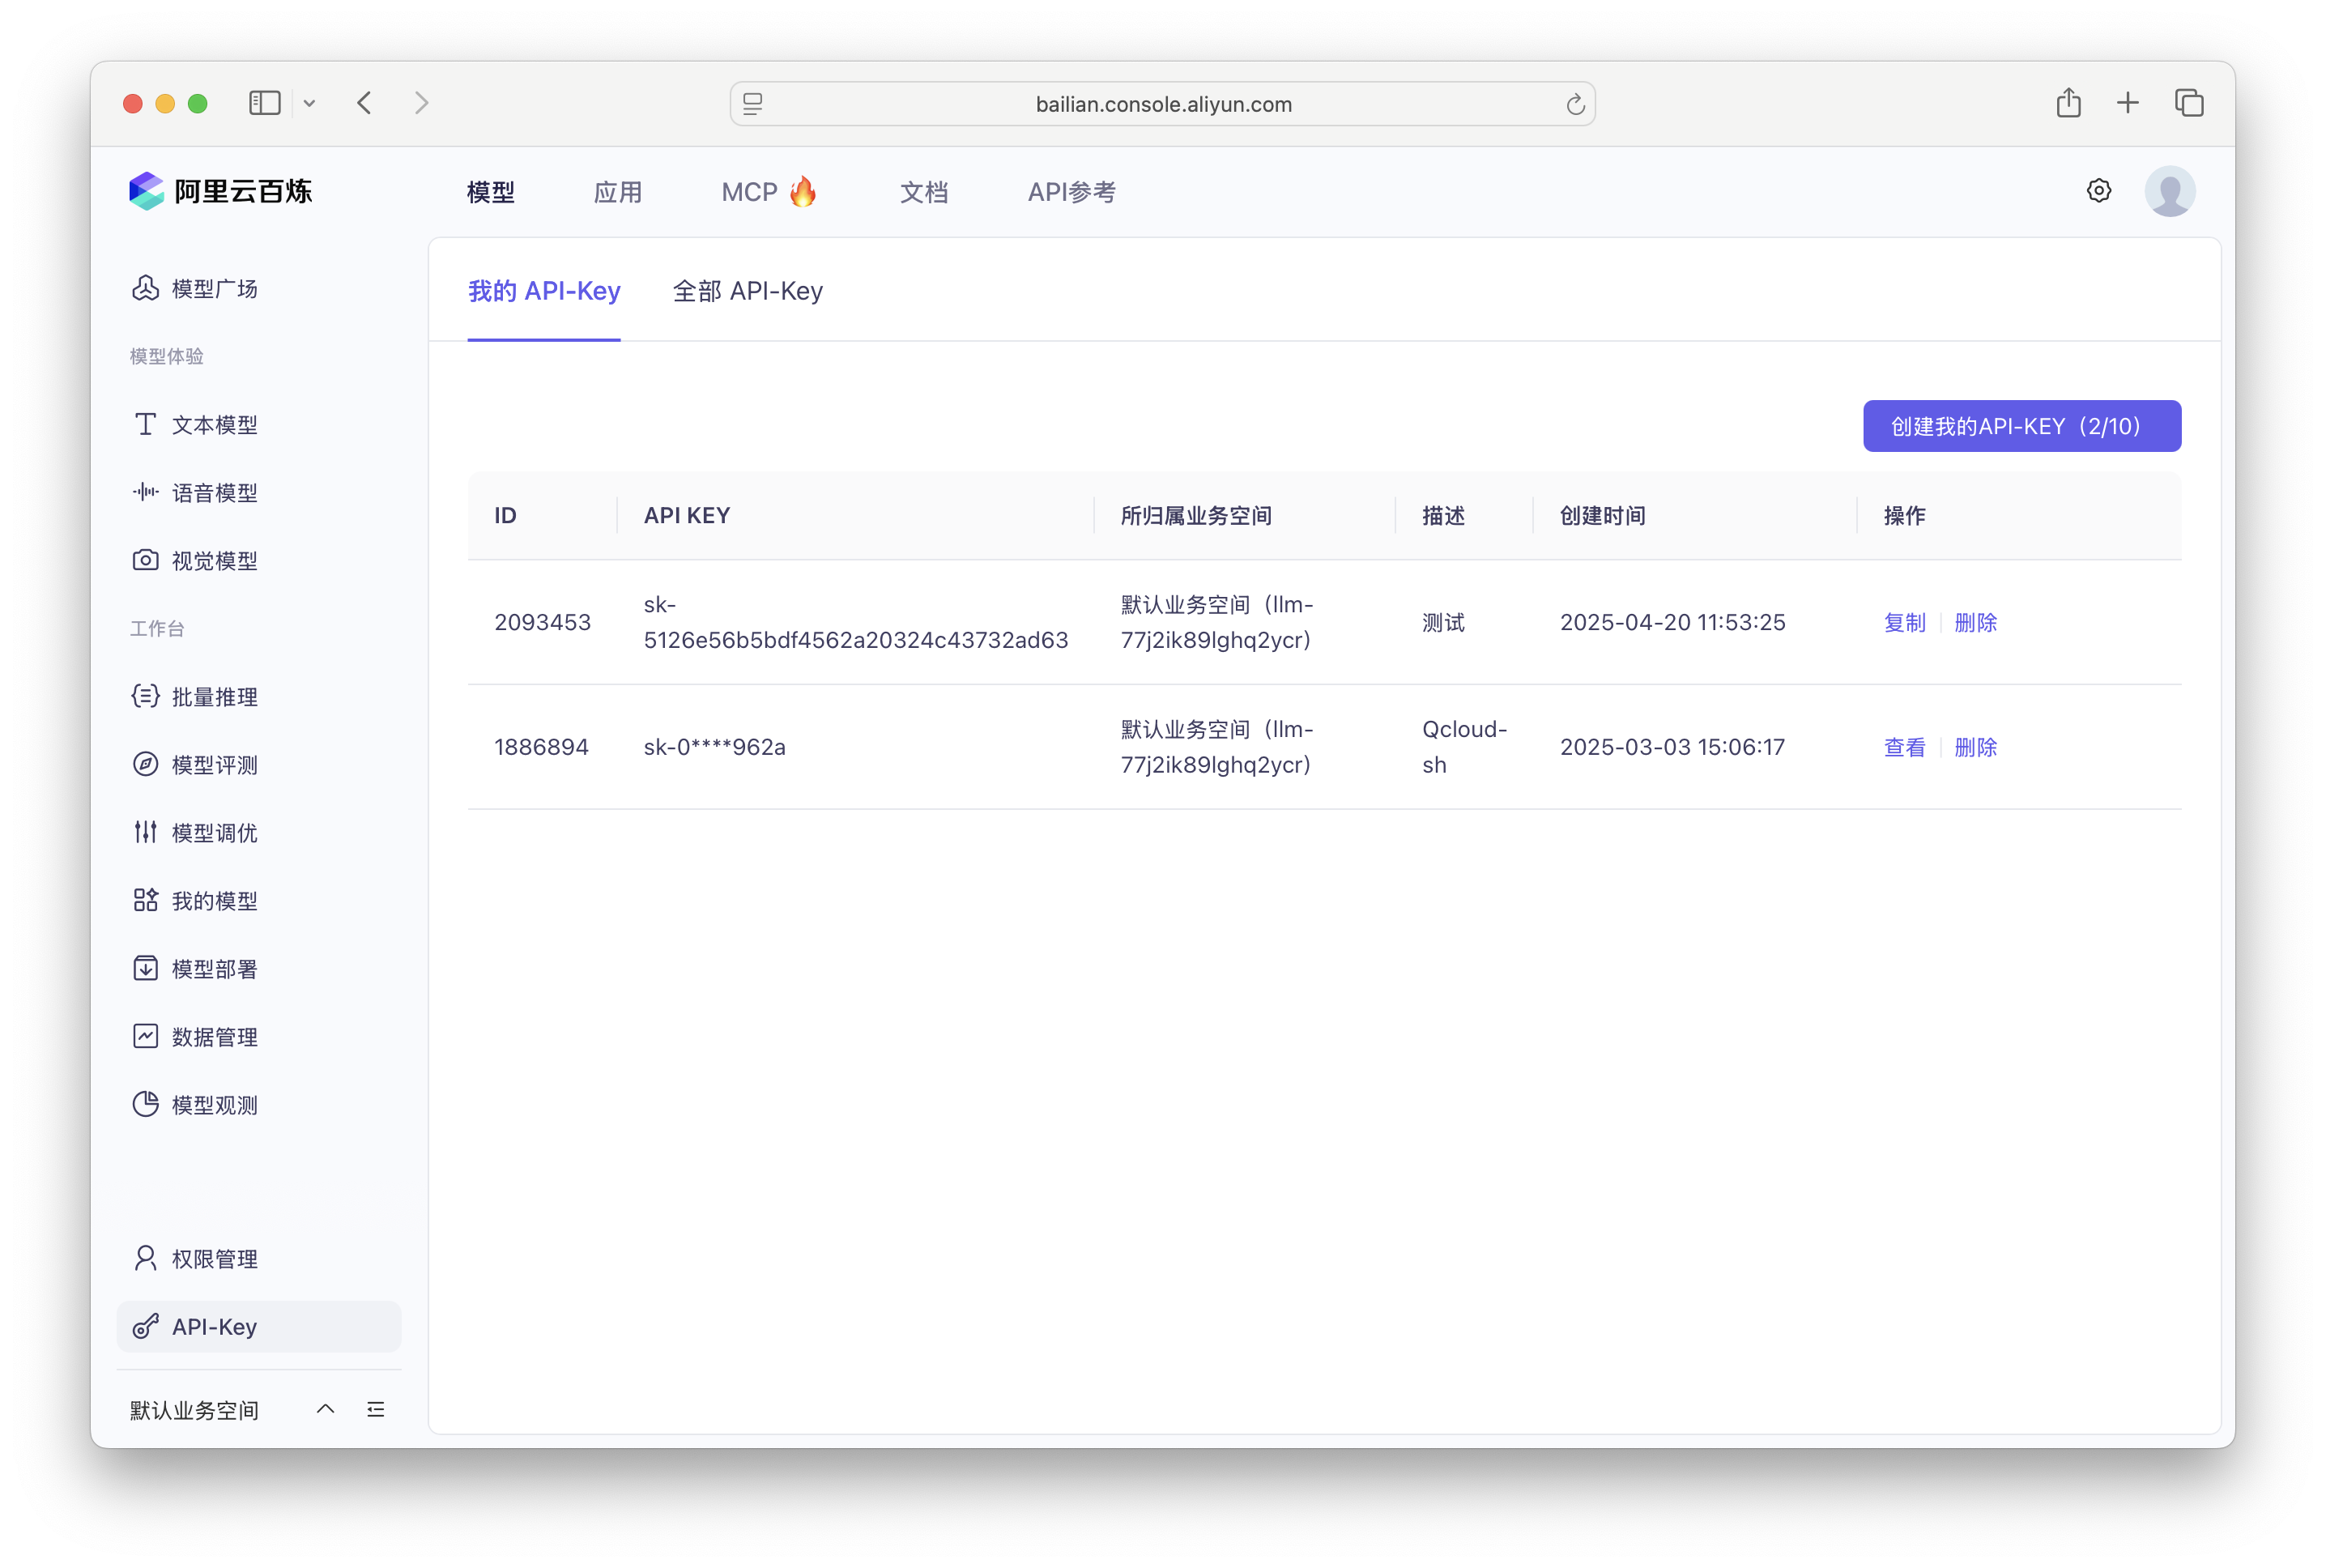 bailian.console.aliyun.com
阿里云百炼
模型
应用
MCP
文档
API参考
模型广场
模型体验
文本模型
语音模型
视觉模型
工作台
批量推理
模型评测
模型调优
我的模型
模型部署
数据管理
模型观测
权限管理
API-Key
默认业务空间
我的 API-Key
全部 API-Key
创建我的API-KEY（2/10）
ID
API KEY
所归属业务空间
描述
创建时间
操作
2093453
sk-
5126e56b5bdf4562a20324c43732ad63
默认业务空间（llm-
77j2ik89lghq2ycr)
测试
2025-04-20 11:53:25
复制
删除
1886894
sk-0****962a
默认业务空间（llm-
77j2ik89lghq2ycr)
Qcloud-
sh
2025-03-03 15:06:17
查看
删除